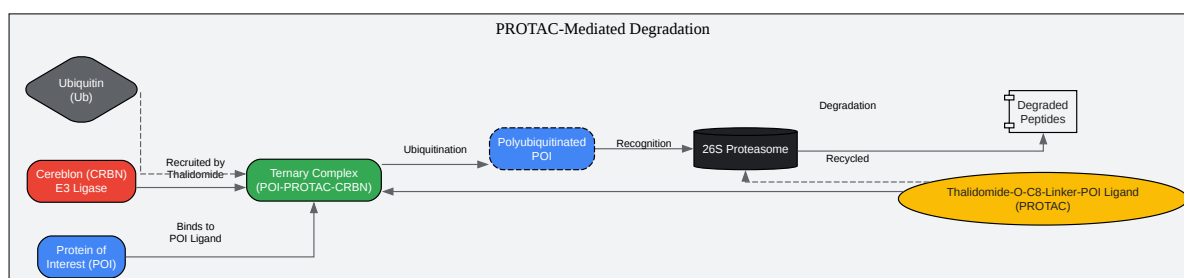 PROTAC-Mediated Degradation
Ubiquitin
(Ub)
Cereblon (CRBN)
E3 Ligase
Recruited by
Thalidomide
Protein of
Interest (POI)
Binds to
POI Ligand
Ternary Complex
(POI-PROTAC-CRBN)
Ubiquitination
Polyubiquitinated
POI
Recognition
26S Proteasome
Degradation
Recycled
Degraded
Peptides
Thalidomide-O-C8-Linker-POI Ligand
(PROTAC)